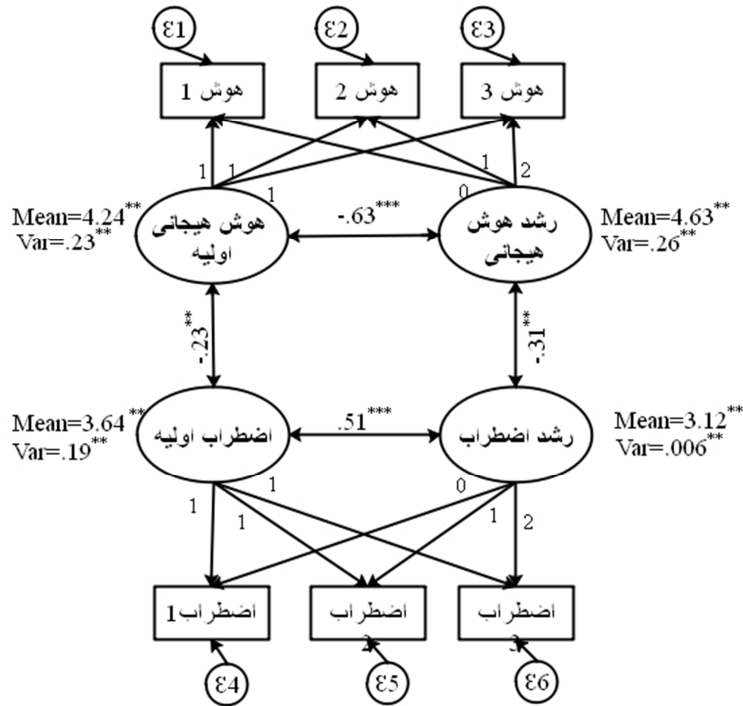 ε1
ε2
ε3
هوش 1
هوش 2
هوش 3
1
1
1
0
1
2
Mean=4.24**
Var=.23**
هوش هیجانی
اولیه
-.63***
رشد هوش
هیجانی
Mean=4.63**
Var=.26**
-.23**
-.31**
Mean=3.64**
Var=.19**
اضطراب اولیه
.51***
رشد اضطراب
Mean=3.12**
Var=.006**
1
1
1
0
1
2
اضطراب1
اضطراب
2
اضطراب
3
ε4
ε5
ε6